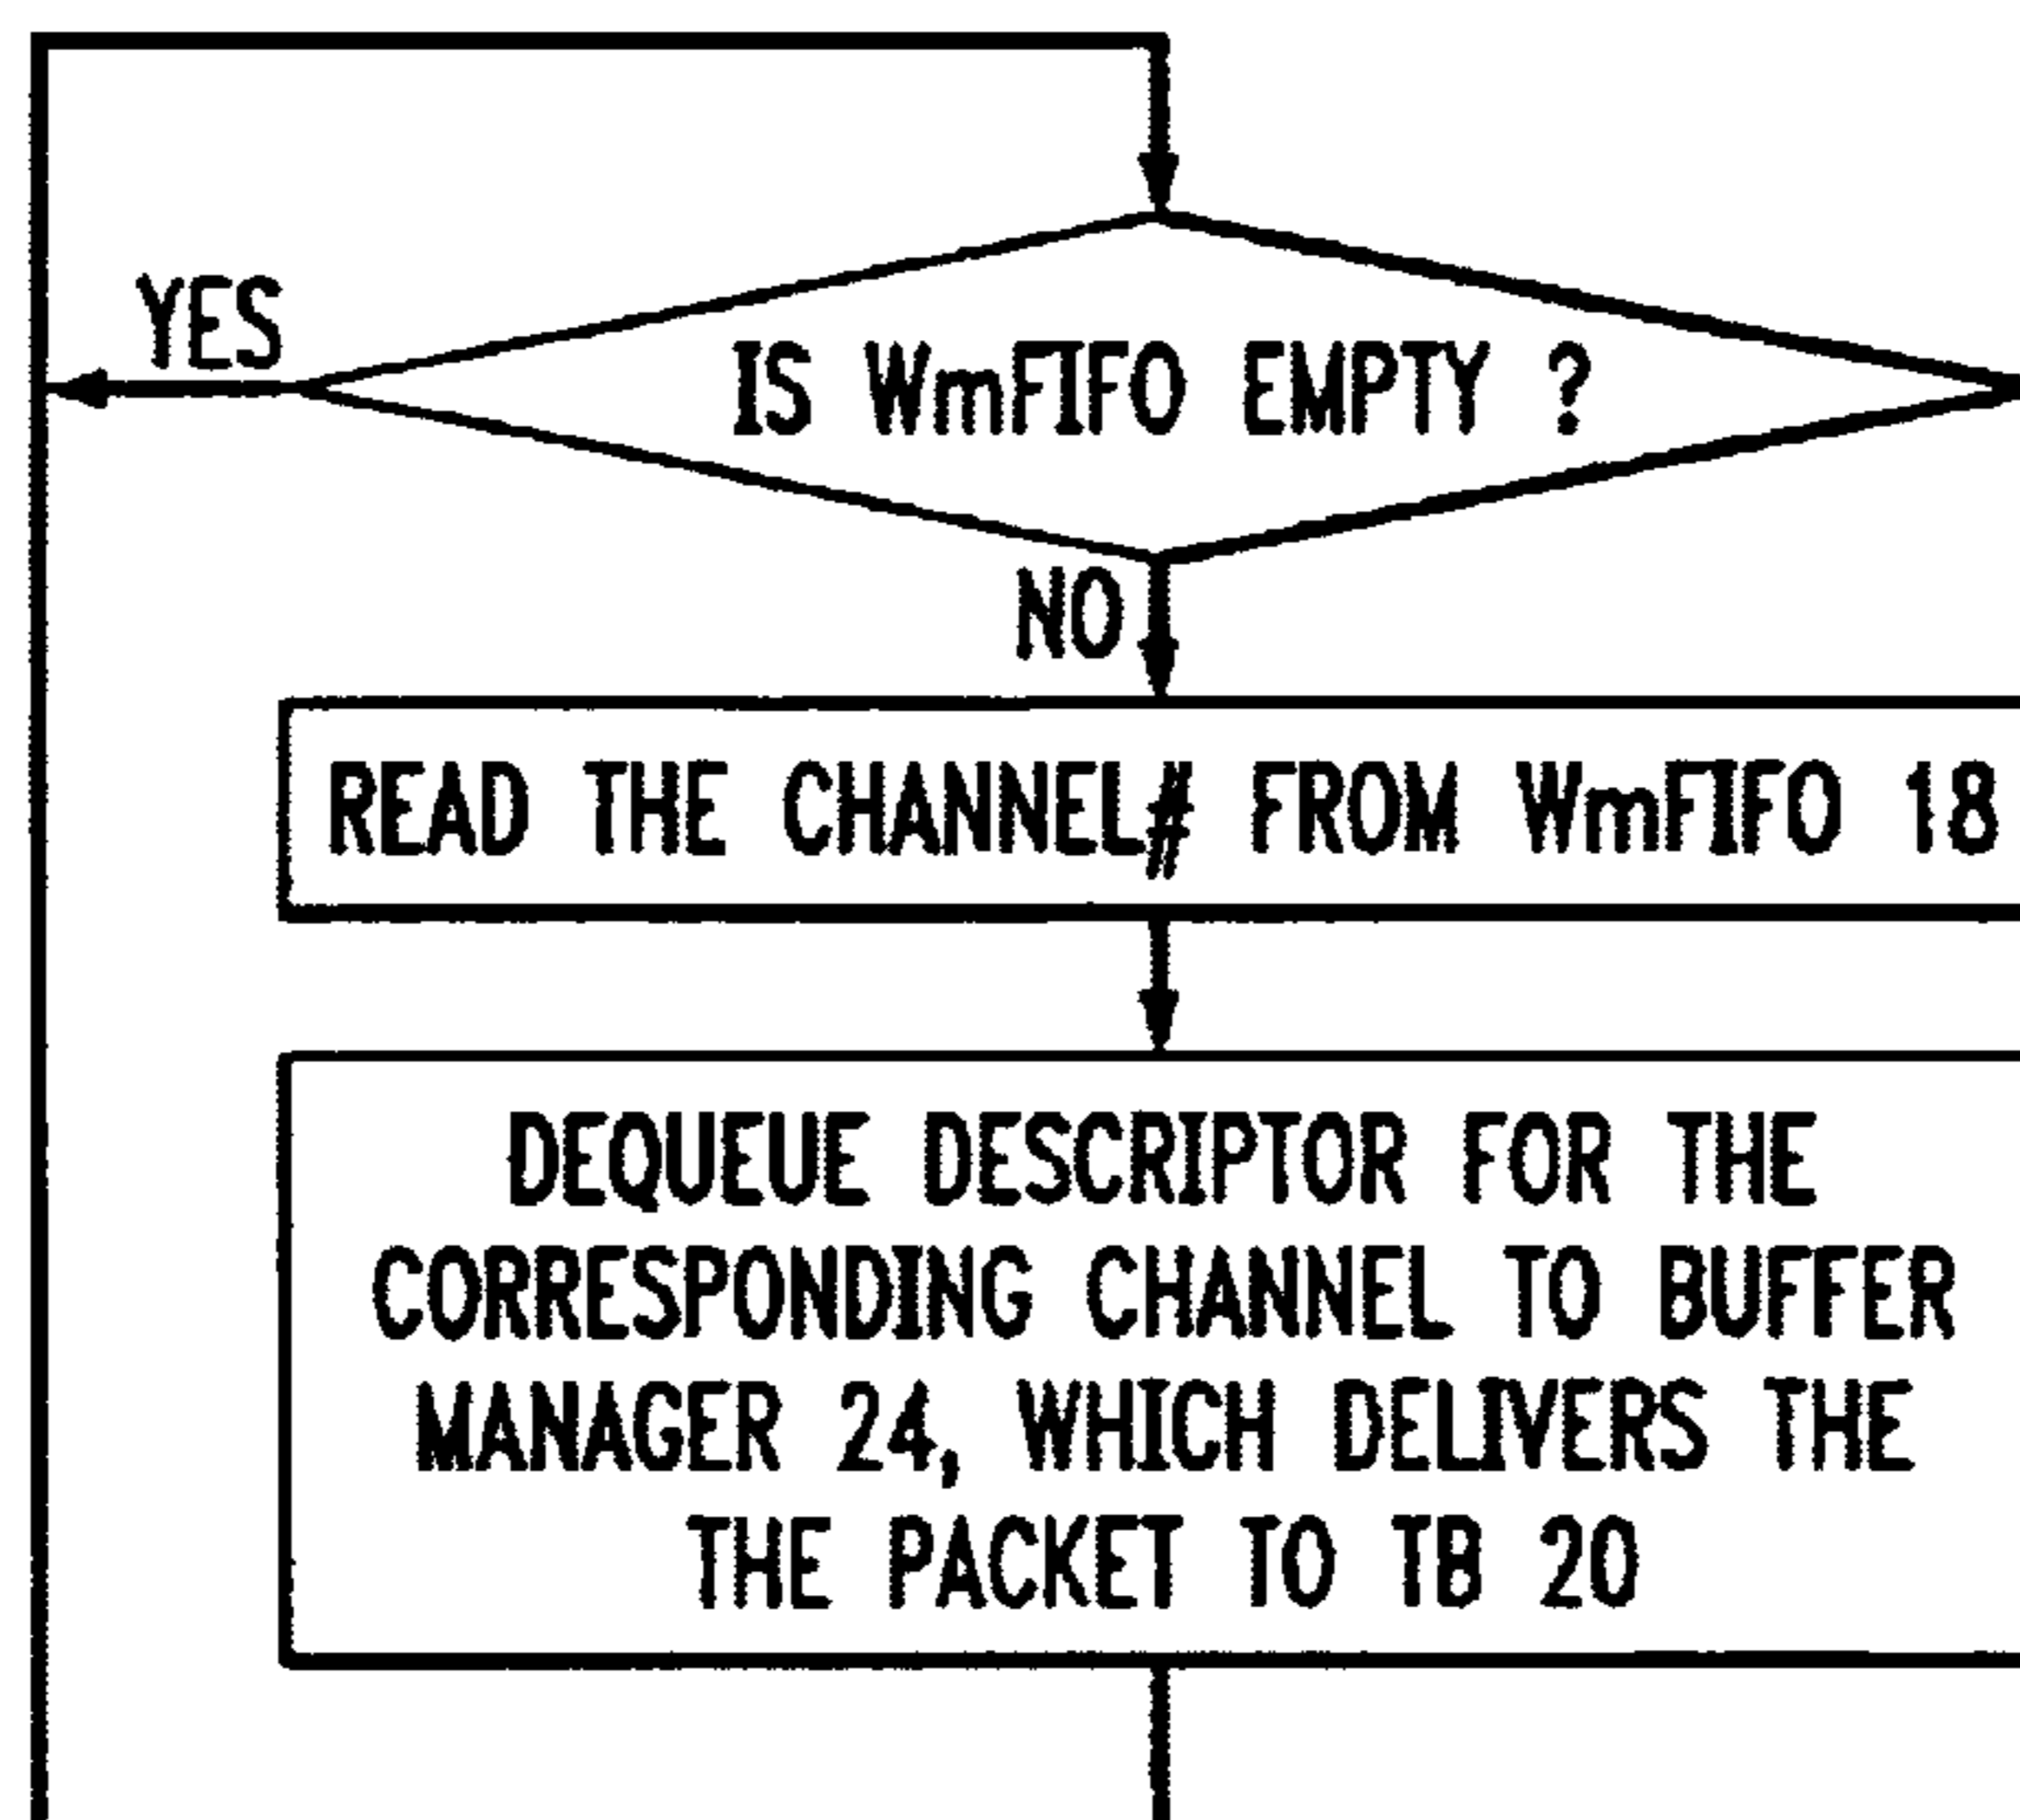 YES
IS WmFIFO EMPTY ?
NO
READ THE CHANNEL# FROM WmFIFO 18
DEQUEUE DESCRIPTOR FOR THE
CORRESPONDING CHANNEL TO BUFFER
MANAGER 24, WHICH DELIVERS THE
THE PACKET TO TB 20